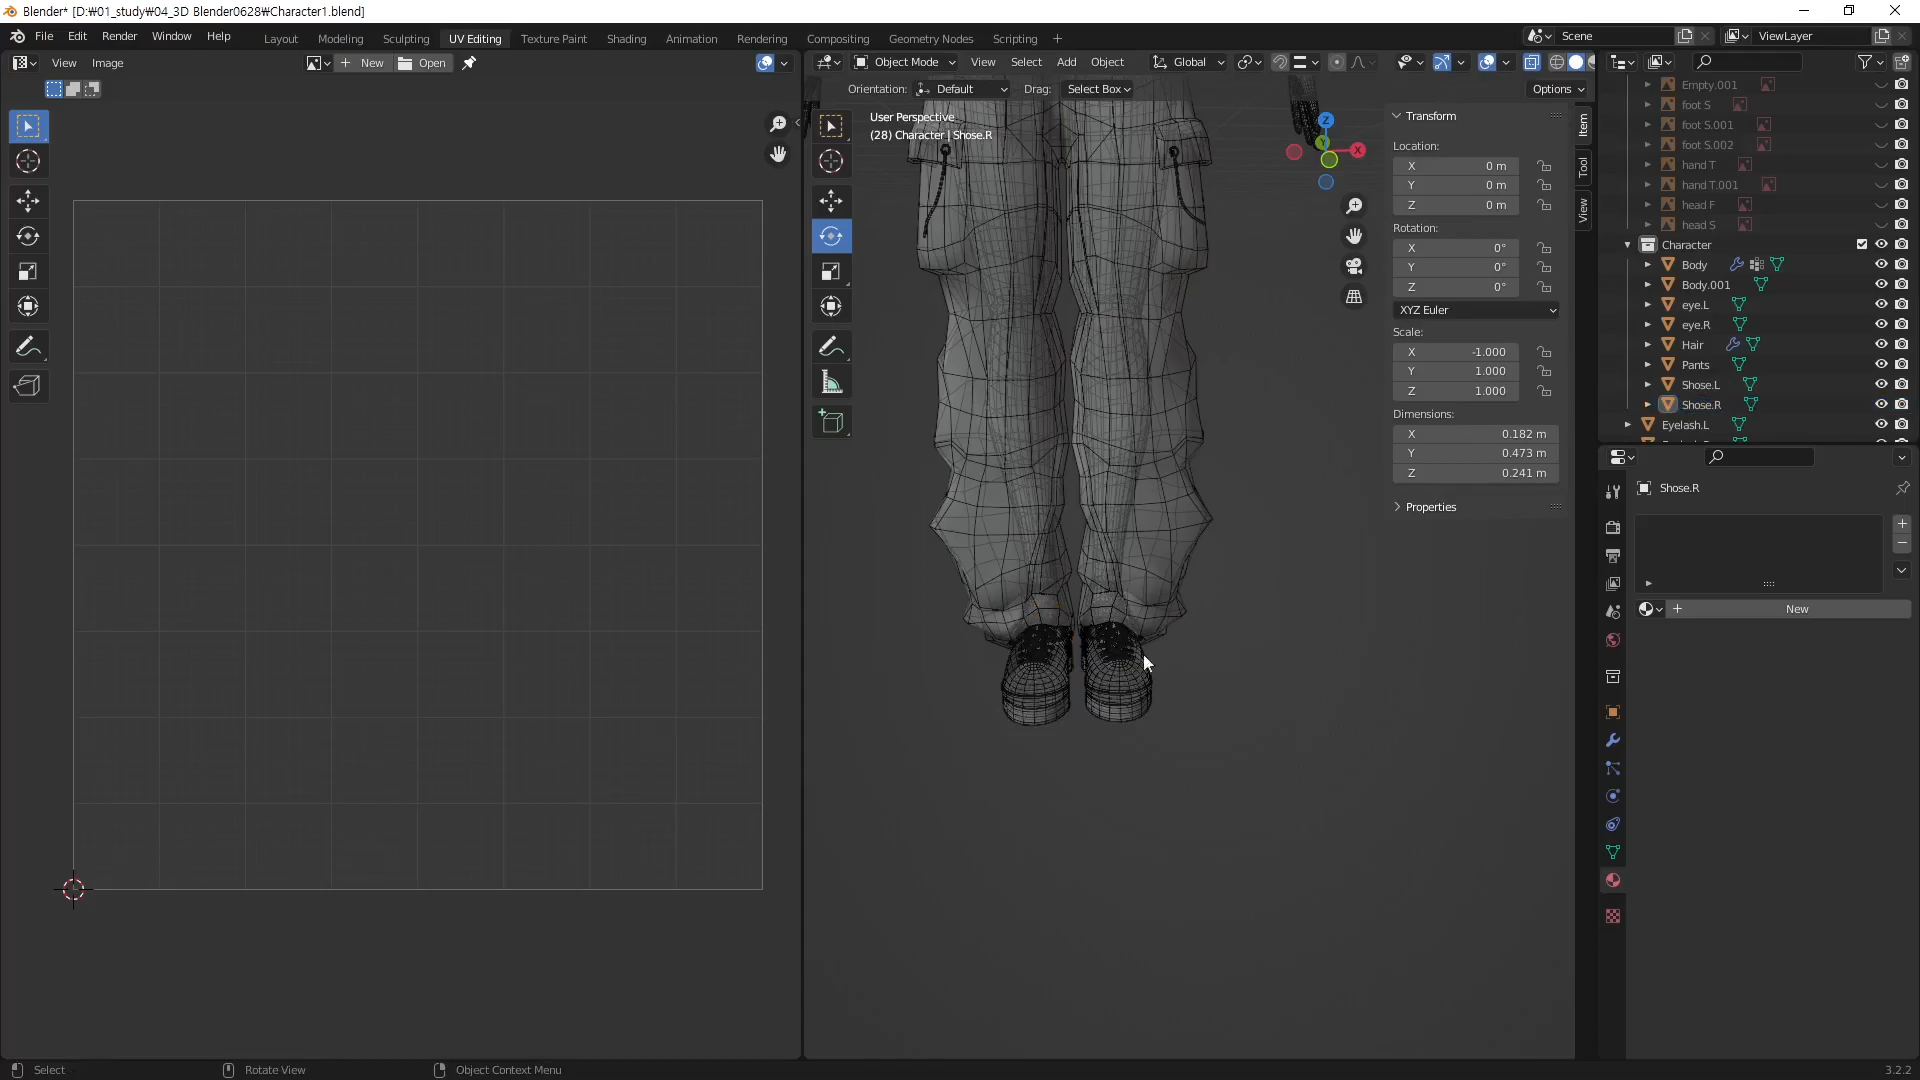 Blender* [D:₩01_study₩04_3D Blender0628₩Character1.blend]
File Edit Render Window Help Layout Modeling Sculpting UV Editing Texture Paint Shading Animation Rendering Compositing Geometry Nodes Scripting + Scene ViewLayer
View Image + New Open Object Mode View Select Add Object Global
Orientation: Default Drag: Select Box Options
User Perspective
(28) Character | Shose.R
Z
Y
X
Transform
Location:
X 0 m
Y 0 m
Z 0 m
Rotation:
X 0°
Y 0°
Z 0°
XYZ Euler
Scale:
X -1.000
Y 1.000
Z 1.000
Dimensions:
X 0.182 m
Y 0.473 m
Z 0.241 m
Properties
Item
Tool
View
Empty.001
foot S
foot S.001
foot S.002
hand T
hand T.001
head F
head S
Character
Body
Body.001
eye.L
eye.R
Hair
Pants
Shose.L
Shose.R
Eyelash.L
Shose.R
+ New
Select Rotate View Object Context Menu 3.2.2